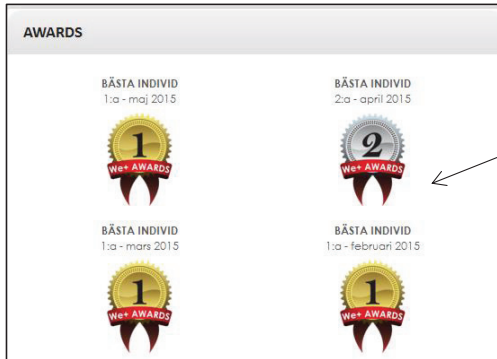 AWARDS
BÄSTA INDIVID
1:a - maj 2015
1
We+ AWARDS
BÄSTA INDIVID
2:a - april 2015
2
We+ AWARDS
BÄSTA INDIVID
1:a - mars 2015
1
We+ AWARDS
BÄSTA INDIVID
1:a - februari 2015
1
We+ AWARDS